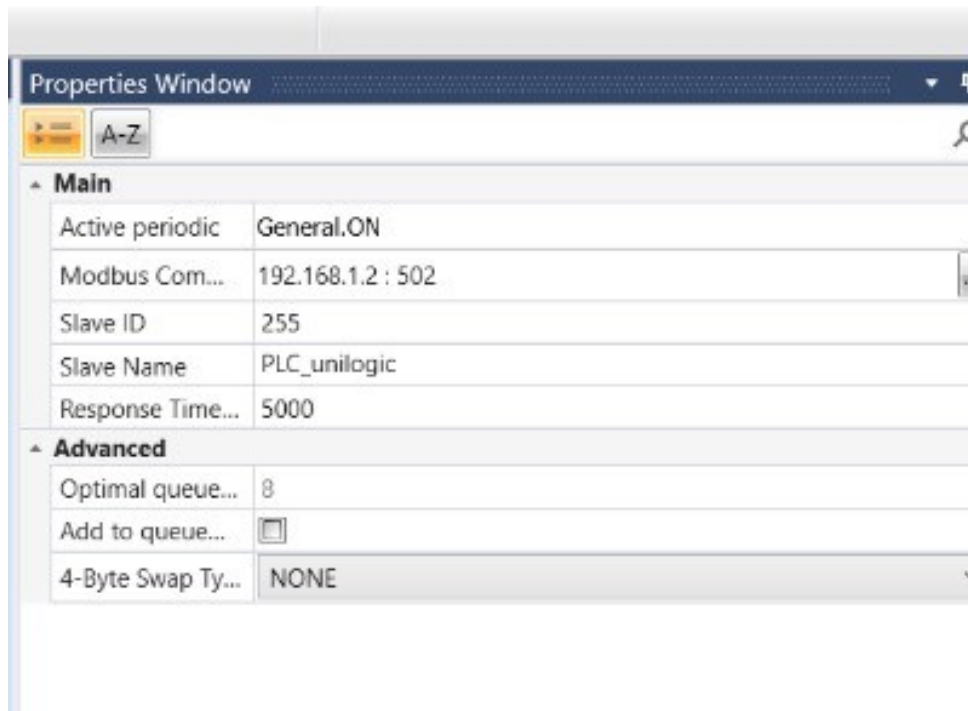 Properties Window
A-Z
Main
Active periodic General.ON
Modbus Com... 192.168.1.2 : 502
Slave ID 255
Slave Name PLC_unilogic
Response Time... 5000
Advanced
Optimal queue... 8
Add to queue...
4-Byte Swap Ty... NONE